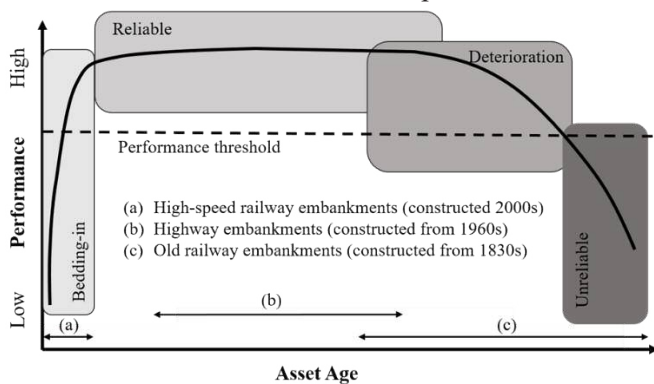 Reliable
High
Deterioration
Performance threshold
Performance
(a) High-speed railway embankments (constructed 2000s)
(b) Highway embankments (constructed from 1960s)
(c) Old railway embankments (constructed from 1830s)
Bedding-in
Unreliable
Low
(b)
(a)
(c)
Asset Age